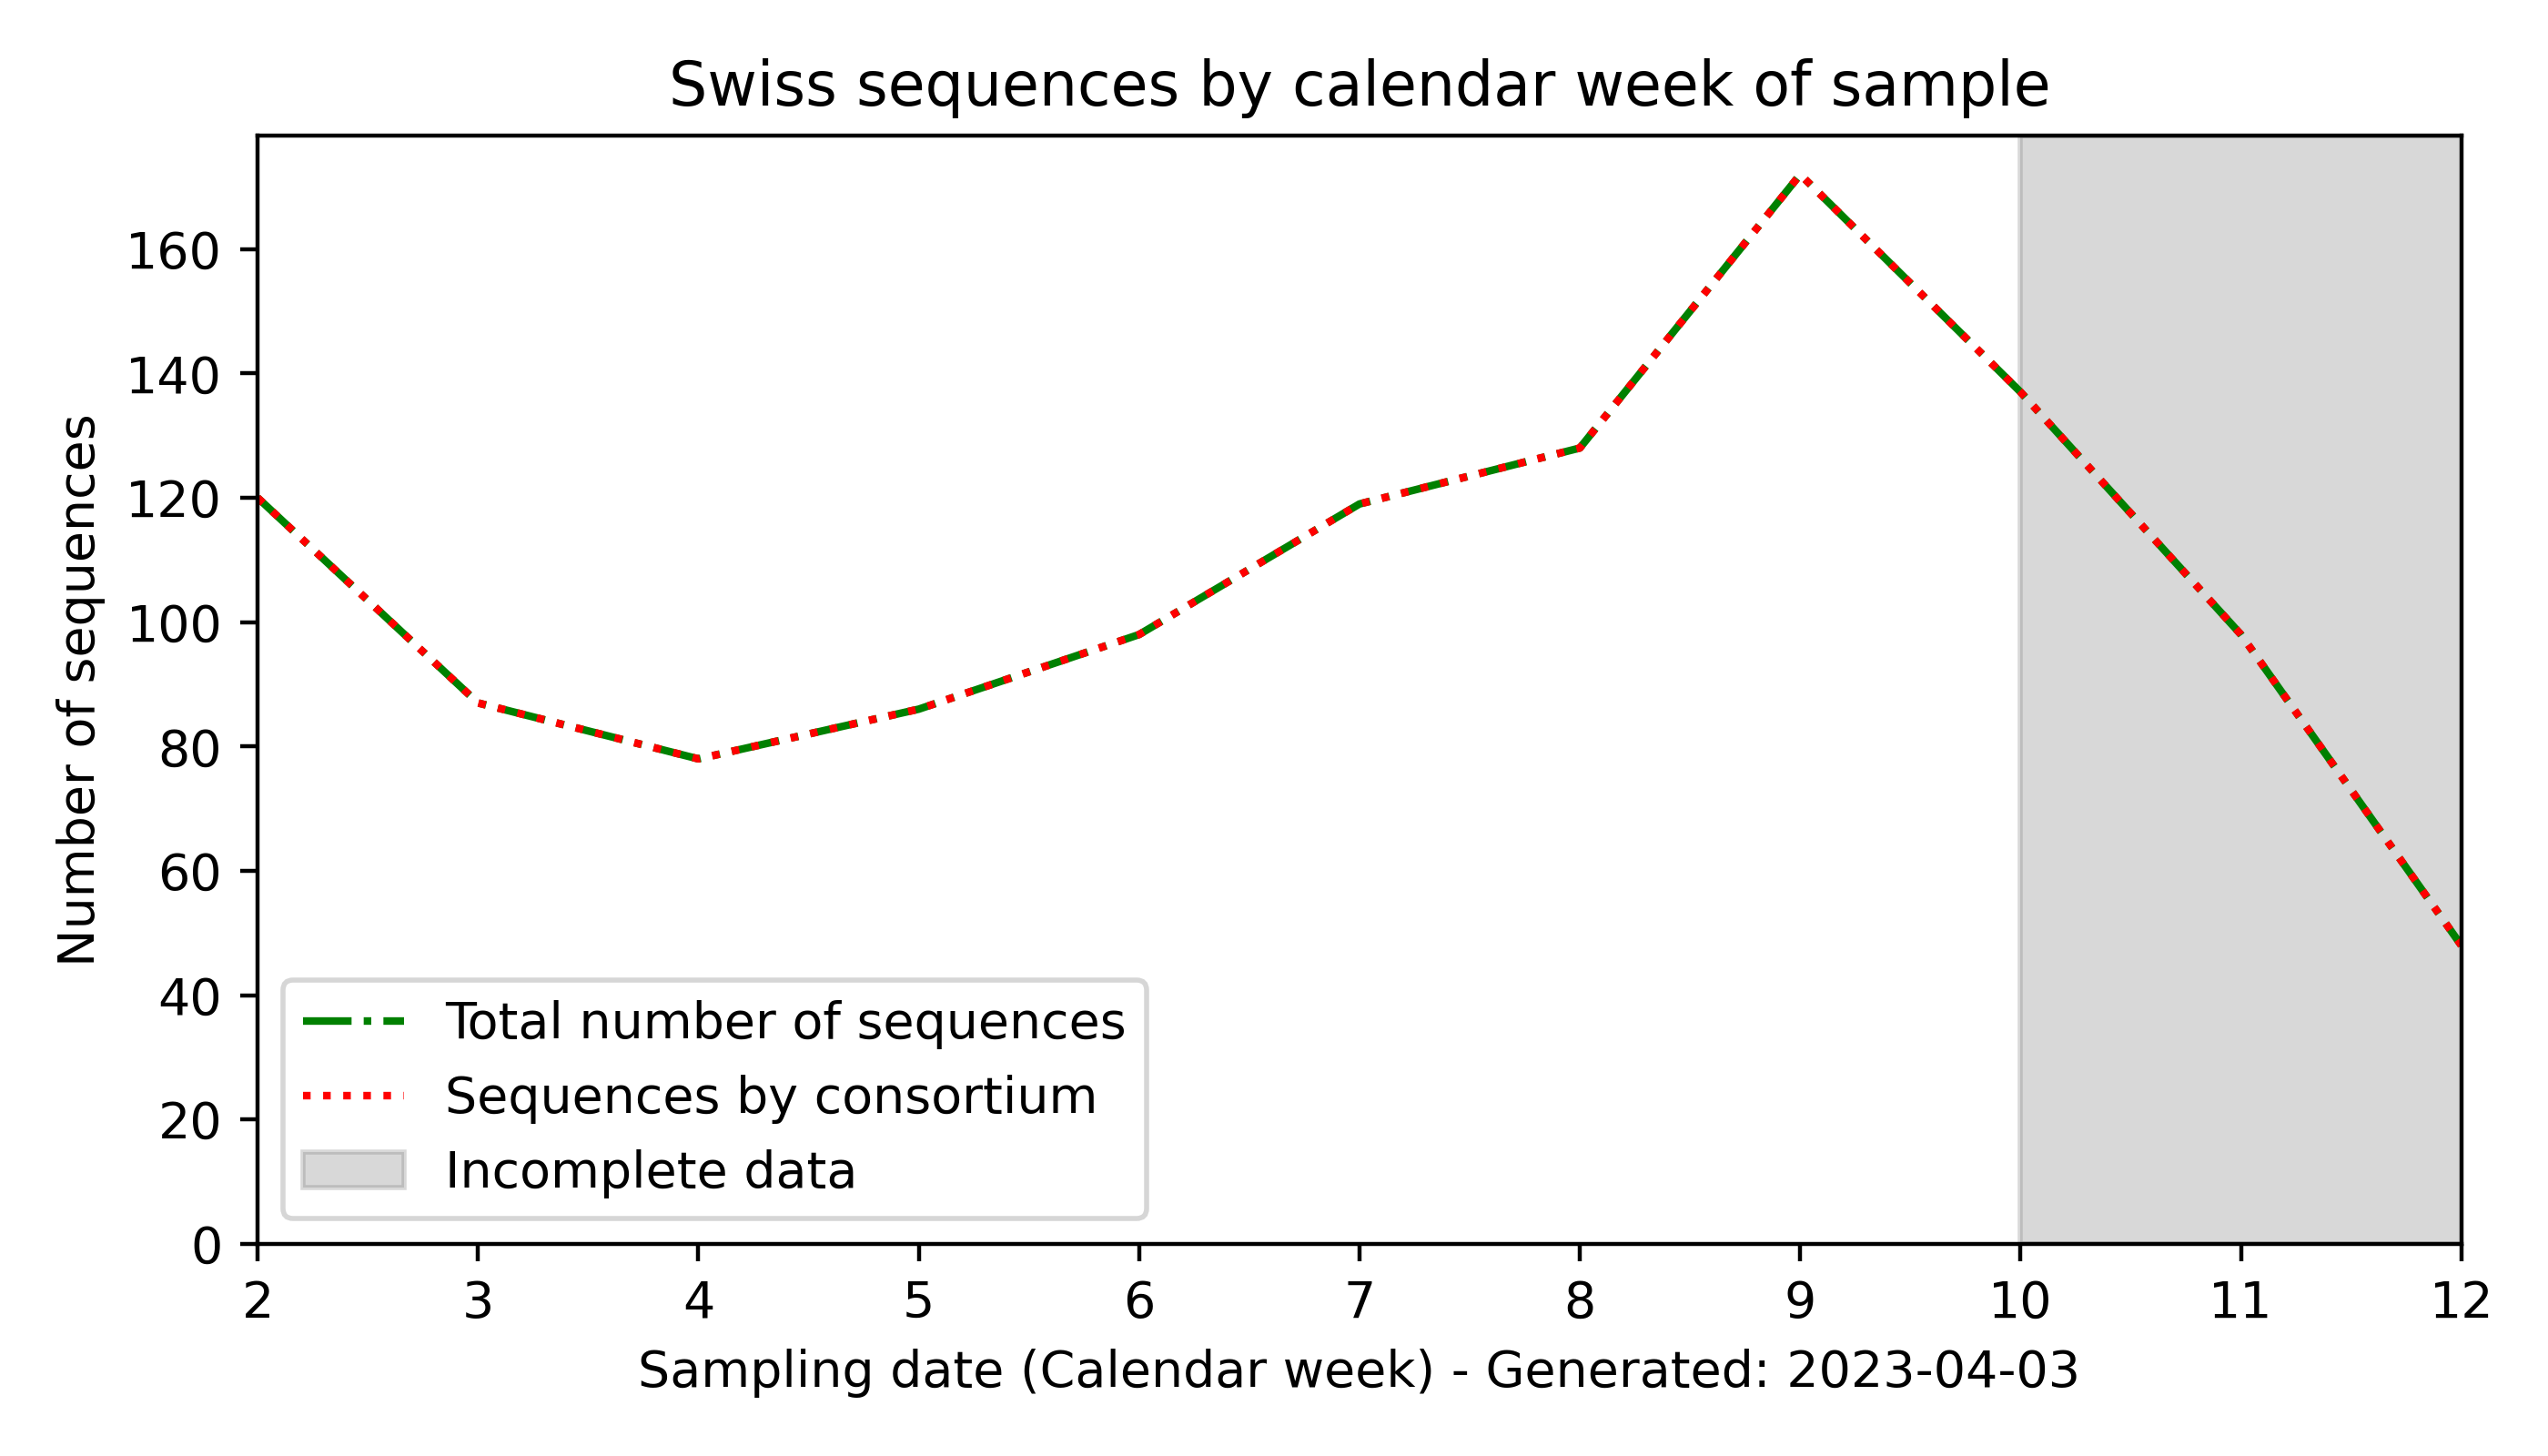 Swiss sequences by calendar week of sample
Number of sequences
160
140
120
100
80
60
40
20
0
Total number of sequences
Sequences by consortium
Incomplete data
2 3 4 5 6 7 8 9 10 11 12
Sampling date (Calendar week) - Generated: 2023-04-03